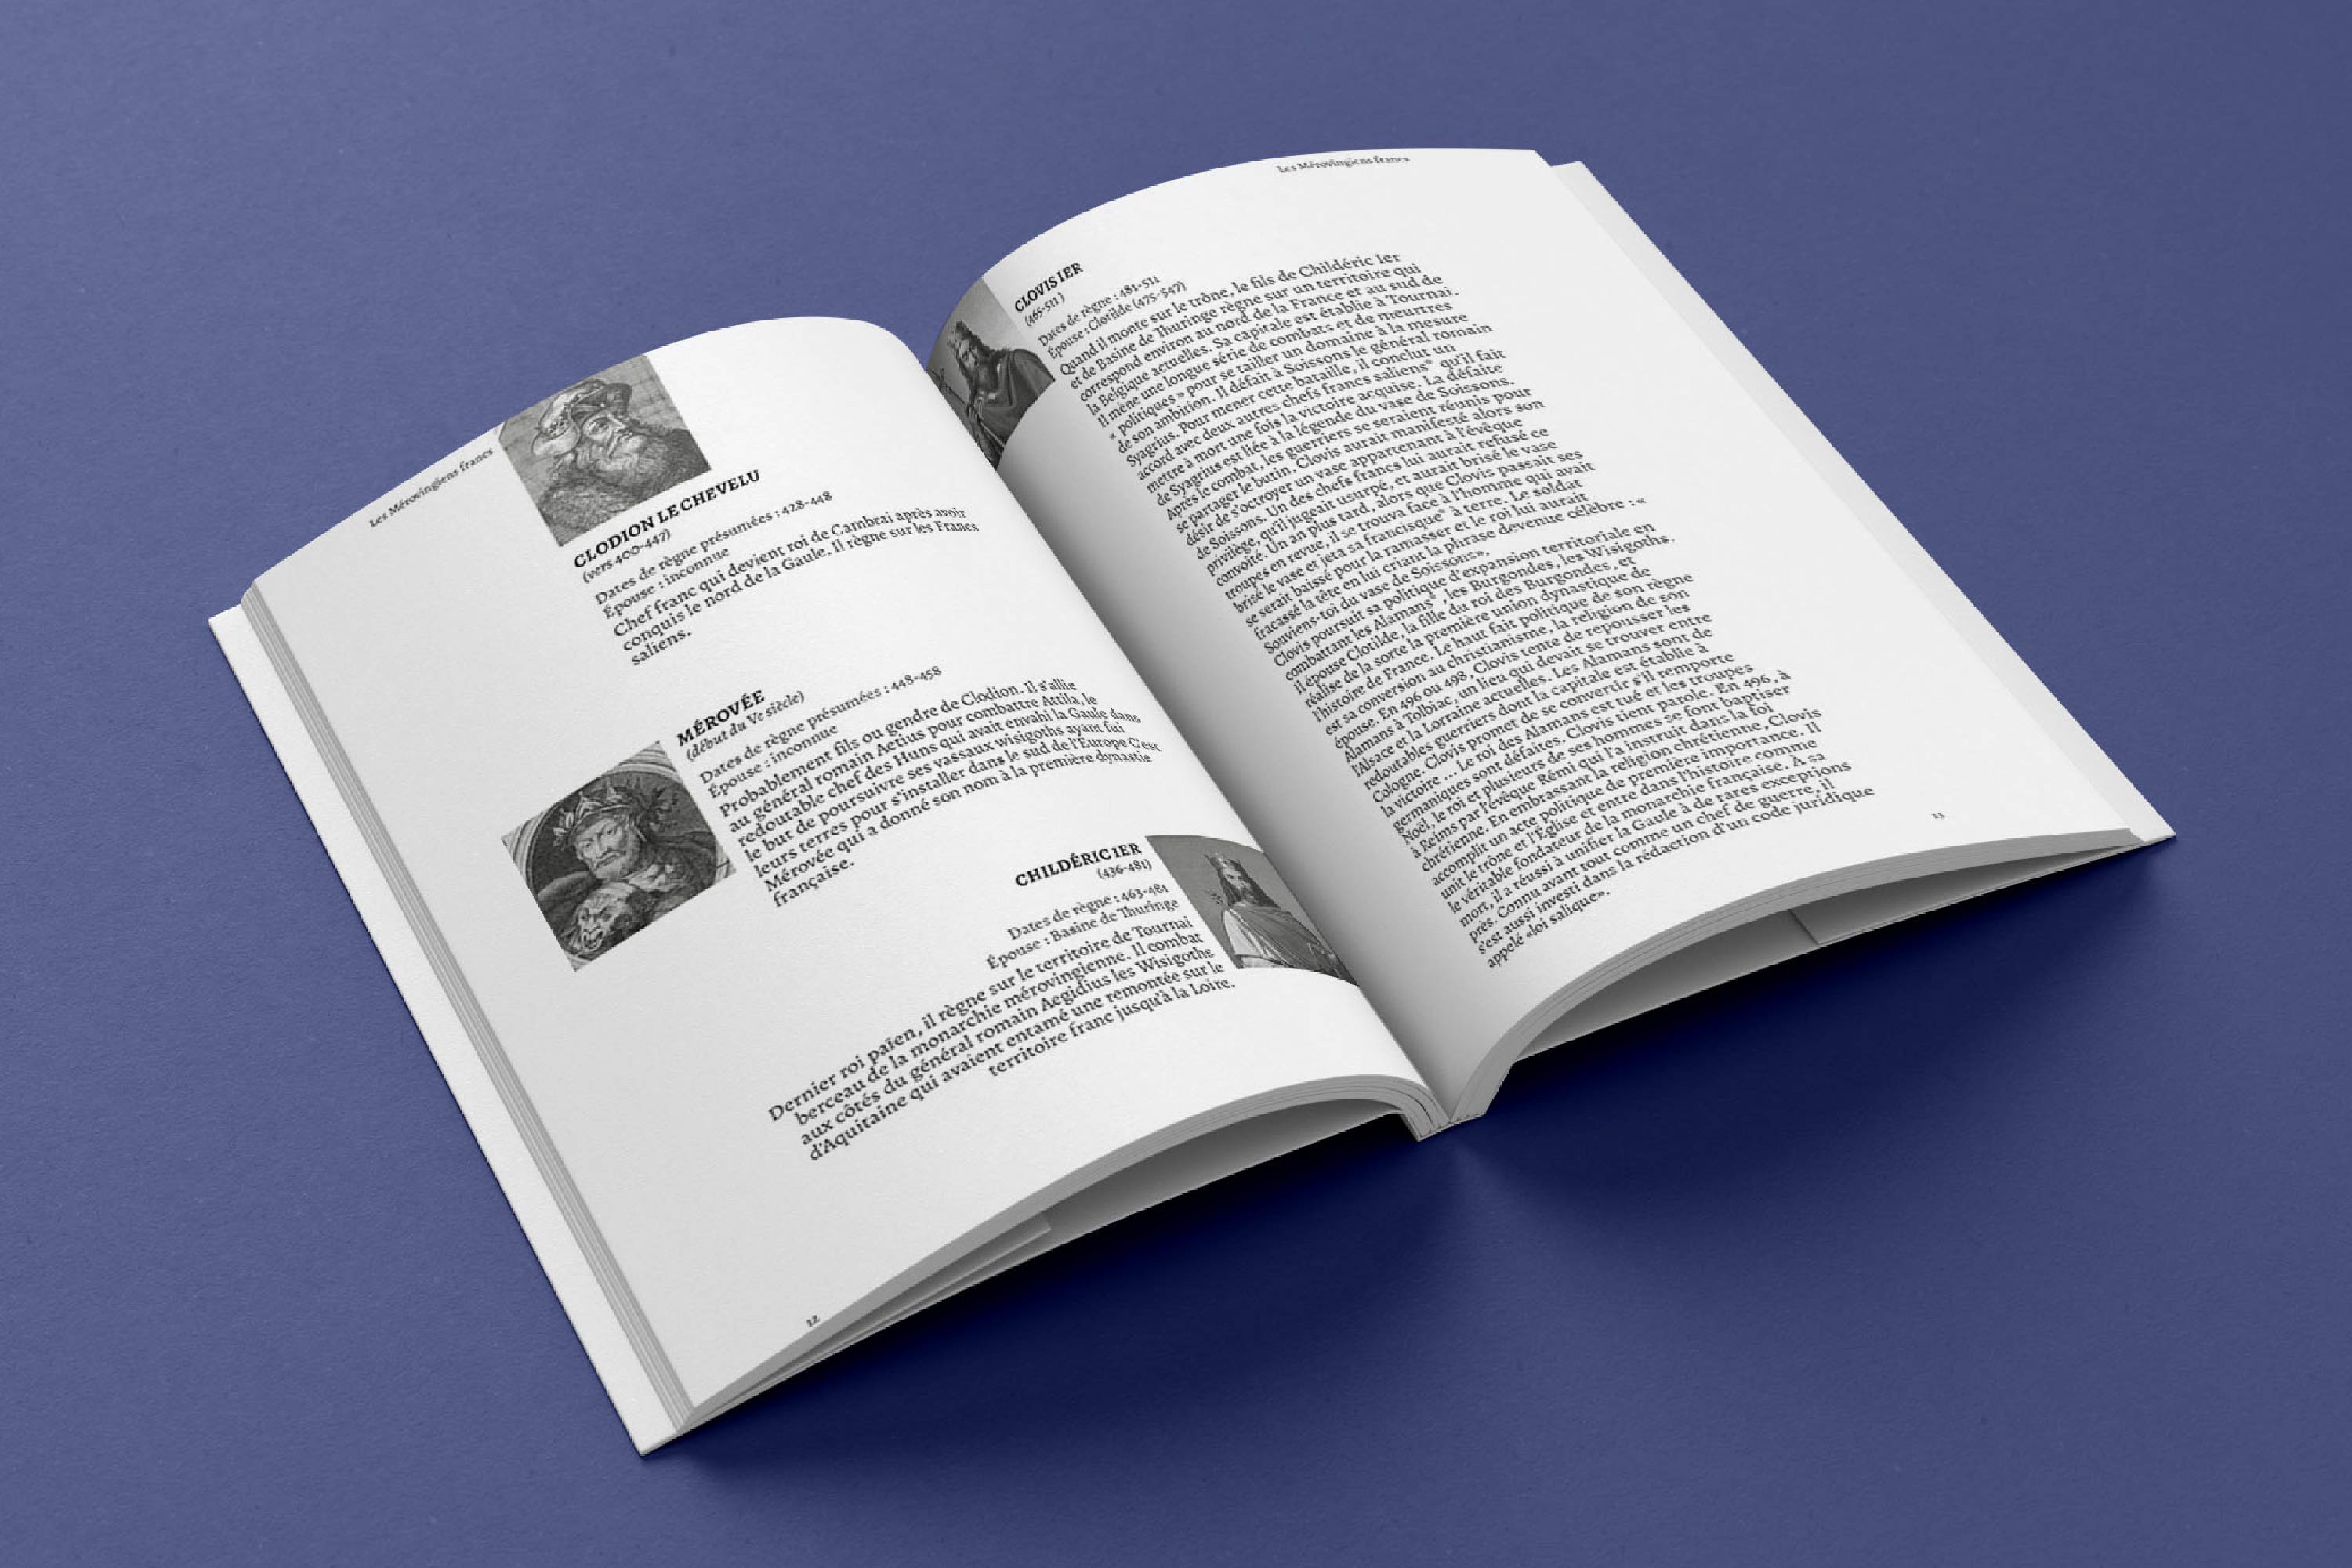 Les Mérovingiens francs
CLODION LE CHEVELU
(vers 400-447)
Dates de règne présumées : 428-448
Épouse : inconnue
Chef franc qui devient roi de Cambrai après avoir
conquis le nord de la Gaule. Il règne sur les Francs
saliens.
MÉROVÉE
(début du Ve siècle)
Dates de règne présumées : 448-458
Épouse : inconnue
Probablement fils ou gendre de Clodion. Il s'allie
au général romain Aetius pour combattre Attila, le
redoutable chef des Huns qui avait envahi la Gaule dans
le but de poursuivre ses vassaux wisigoths ayant fui
leurs terres pour s'installer dans le sud de l'Europe C'est
Mérovée qui a donné son nom à la première dynastie
française.
CHILDÉRIC IER
(436-481)
Dates de règne : 463-481
Épouse : Basine de Thuringe
Dernier roi païen, il règne sur le territoire de Tournai
berceau de la monarchie mérovingienne. Il combat
aux côtés du général romain Aegidius les Wisigoths
d'Aquitaine qui avaient entamé une remontée sur le
territoire franc jusqu'à la Loire.
12
Les Mérovingiens francs
CLOVIS IER
(465-511 )
Dates de règne : 481-511
Épouse : Clotilde (475-547)
Quand il monte sur le trône, le fils de Childéric Ier
et de Basine de Thuringe règne sur un territoire qui
correspond environ au nord de la France et au sud de
la Belgique actuelles. Sa capitale est établie à Tournai.
Il mène une longue série de combats et de meurtres
« politiques » pour se tailler un domaine à la mesure
de son ambition. Il défait à Soissons le général romain
Syagrius. Pour mener cette bataille, il conclut un
accord avec deux autres chefs francs saliens* qu'il fait
mettre à mort une fois la victoire acquise. La défaite
de Syagrius est liée à la légende du vase de Soissons.
Après le combat, les guerriers se seraient réunis pour
se partager le butin. Clovis aurait manifesté alors son
désir de s'octroyer un vase appartenant à l'évêque
de Soissons. Un des chefs francs lui aurait refusé ce
privilège, qu'il jugeait usurpé, et aurait brisé le vase
convoité. Un an plus tard, alors que Clovis passait ses
troupes en revue, il se trouva face à l'homme qui avait
brisé le vase et jeta sa francisque* à terre. Le soldat
se serait baissé pour la ramasser et le roi lui aurait
fracassé la tête en lui criant la phrase devenue célèbre : «
Souviens-toi du vase de Soissons».
Clovis poursuit sa politique d'expansion territoriale en
combattant les Alamans*, les Burgondes, les Wisigoths.
Il épouse Clotilde, la fille du roi des Burgondes, et
réalise de la sorte la première union dynastique de
l'histoire de France. Le haut fait politique de son règne
est sa conversion au christianisme, la religion de son
épouse. En 496 ou 498, Clovis tente de repousser les
Alamans à Tolbiac, un lieu qui devait se trouver entre
l'Alsace et la Lorraine actuelles. Les Alamans sont de
redoutables guerriers dont la capitale est établie à
Cologne. Clovis promet de se convertir s'il remporte
la victoire ... Le roi des Alamans est tué et les troupes
germaniques sont défaites. Clovis tient parole. En 496, à
Noël, le roi et plusieurs de ses hommes se font baptiser
à Reims par l'évêque Rémi qui l'a instruit dans la foi
chrétienne. En embrassant la religion chrétienne, Clovis
accomplit un acte politique de première importance. Il
unit le trône et l'Église et entre dans l'histoire comme
le véritable fondateur de la monarchie française. À sa
mort, il a réussi à unifier la Gaule à de rares exceptions
près. Connu avant tout comme un chef de guerre, il
s'est aussi investi dans la rédaction d'un code juridique
appelé «loi salique».
13